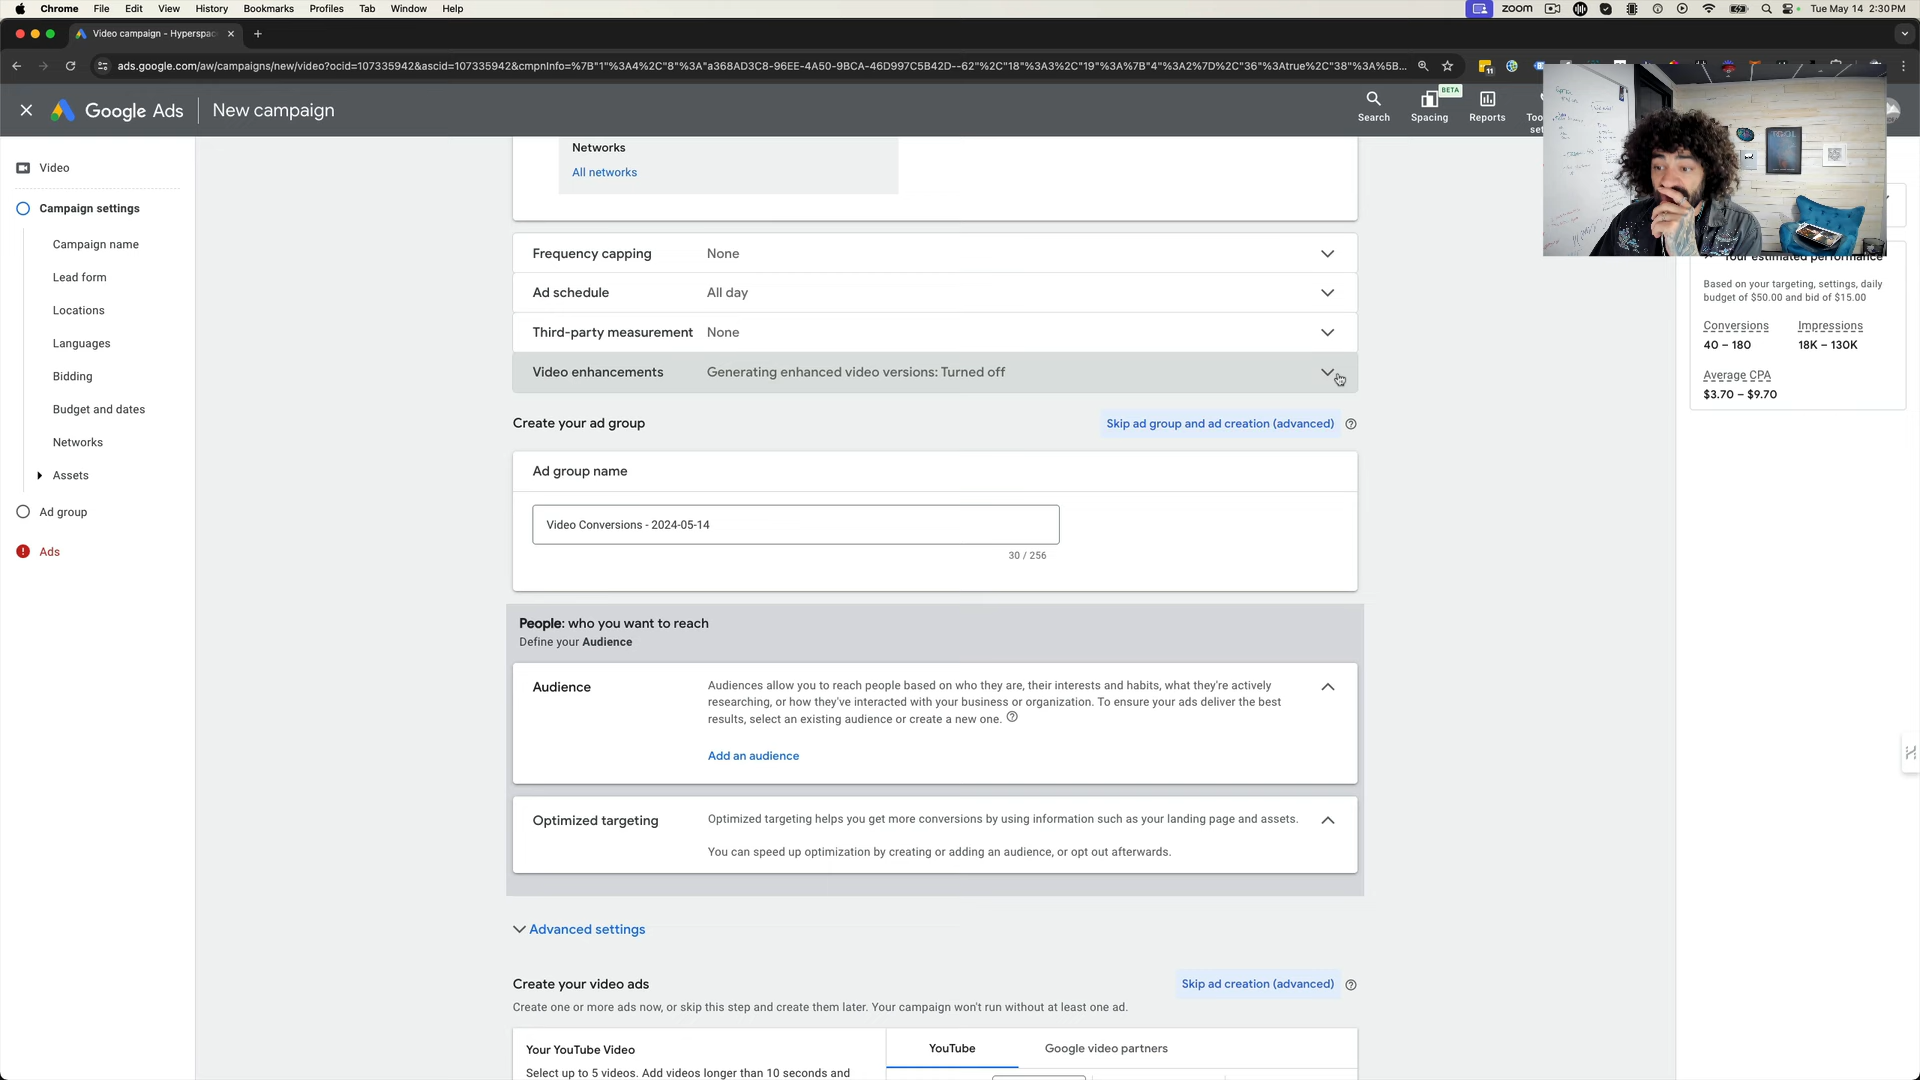 Chrome File Edit View History Bookmarks Profiles Tab Window Help zoom Tue May 14 2:30 PM
Video campaign - Hyperspac
ads.google.com/aw/campaigns/new/video?ocid=107335942&ascid=107335942&cmpnInfo=%7B"1"%3A4%2C"8"%3A"a368AD3C8-96EE-4A50-9BCA-46D997C5B42D--62"%2C"18"%3A3%2C"19"%3A%7B"4"%3A2%7D%2C"36"%3Atrue%2C"38"%3A%5B...
11
Google Ads New campaign
BETA
Search Spacing Reports
Networks
All networks
Video
Campaign settings
Campaign name
Lead form
Locations
Languages
Bidding
Budget and dates
Networks
Assets
Ad group
Ads
Frequency capping None
Ad schedule All day
Third-party measurement None
Video enhancements Generating enhanced video versions: Turned off
Create your ad group Skip ad group and ad creation (advanced)
Ad group name
Video Conversions - 2024-05-14
30 / 256
People: who you want to reach
Define your Audience
Audience
Audiences allow you to reach people based on who they are, their interests and habits, what they're actively
researching, or how they've interacted with your business or organization. To ensure your ads deliver the best
results, select an existing audience or create a new one.
Add an audience
Optimized targeting
Optimized targeting helps you get more conversions by using information such as your landing page and assets.
You can speed up optimization by creating or adding an audience, or opt out afterwards.
Advanced settings
Create your video ads Skip ad creation (advanced)
Create one or more ads now, or skip this step and create them later. Your campaign won't run without at least one ad.
Your YouTube Video YouTube Google video partners
Select up to 5 videos. Add videos longer than 10 seconds and
Your estimated performance
Based on your targeting, settings, daily
budget of $50.00 and bid of $15.00
Conversions Impressions
40 – 180 18K – 130K
Average CPA
$3.70 – $9.70